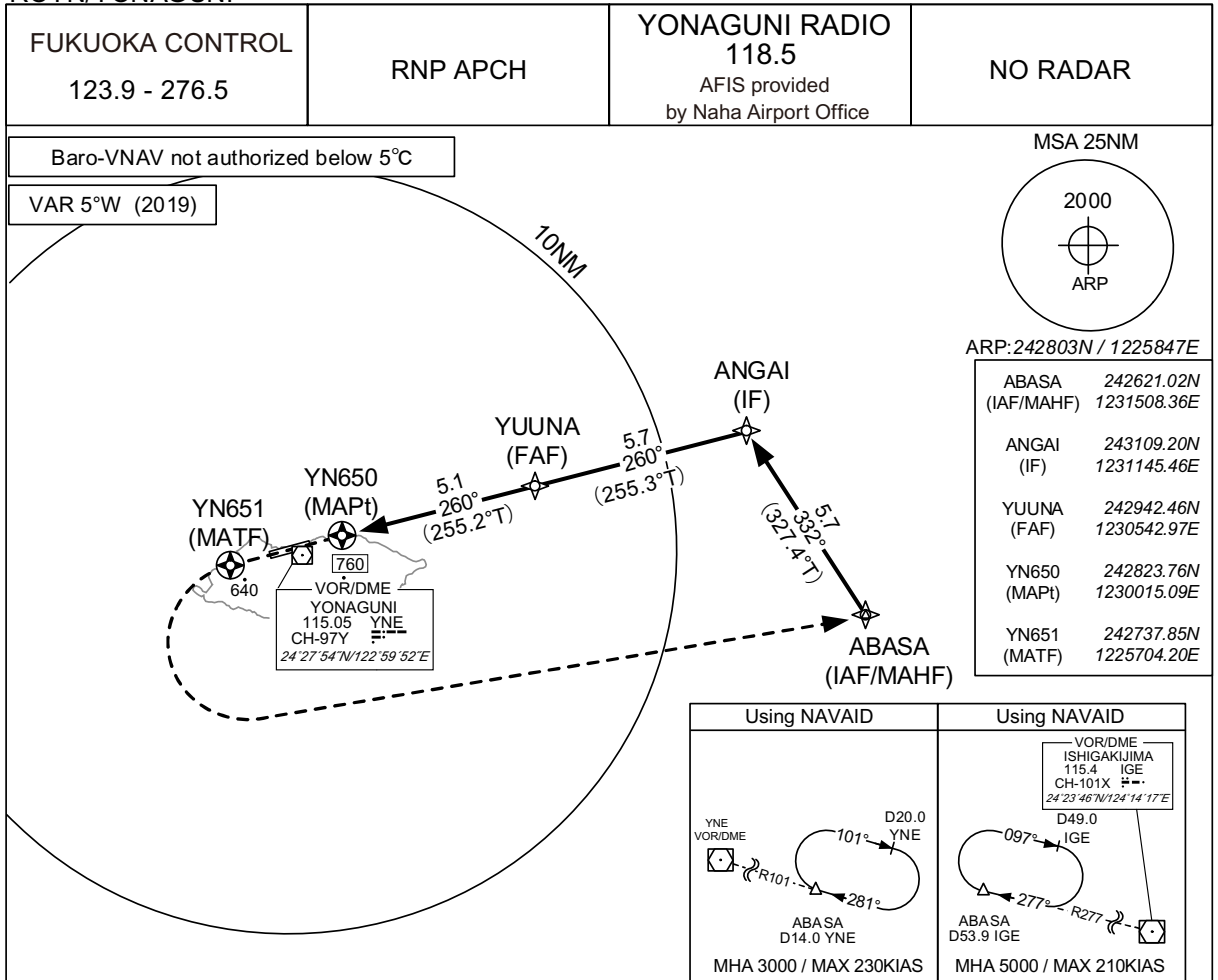 FUKUOKA CONTROL
123.9 - 276.5
RNP APCH
YONAGUNI RADIO
118.5
AFIS provided
by Naha Airport Office
NO RADAR
Baro-VNAV not authorized below 5°C
VAR 5°W (2019)
MSA 25NM
2000
ARP
ARP:242803N / 1225847E
ABASA 242621.02N
(IAF/MAHF) 1231508.36E
ANGAI 243109.20N
(IF) 1231145.46E
YUUNA 242942.46N
(FAF) 1230542.97E
YN650 242823.76N
(MAPt) 1230015.09E
YN651 242737.85N
(MATF) 1225704.20E
10NM
ANGAI
(IF)
5.7
260°
(255.3°T)
YUUNA
(FAF)
5.1
260°
(255.2°T)
YN650
(MAPt)
YN651
(MATF)
5.7
332°
(327.4°T)
ABASA
(IAF/MAHF)
760
640
VOR/DME
YONAGUNI
115.05 YNE
CH-97Y
24°27´54˝N/122°59´52˝E
Using NAVAID
YNE
VOR/DME
D20.0
YNE
101°
R101
281°
ABASA
D14.0 YNE
MHA 3000 / MAX 230KIAS
Using NAVAID
VOR/DME
ISHIGAKIJIMA
115.4 IGE
CH-101X
24°23´46˝N/124°14´17˝E
D49.0
IGE
097°
277°
R277
ABASA
D53.9 IGE
MHA 5000 / MAX 210KIAS